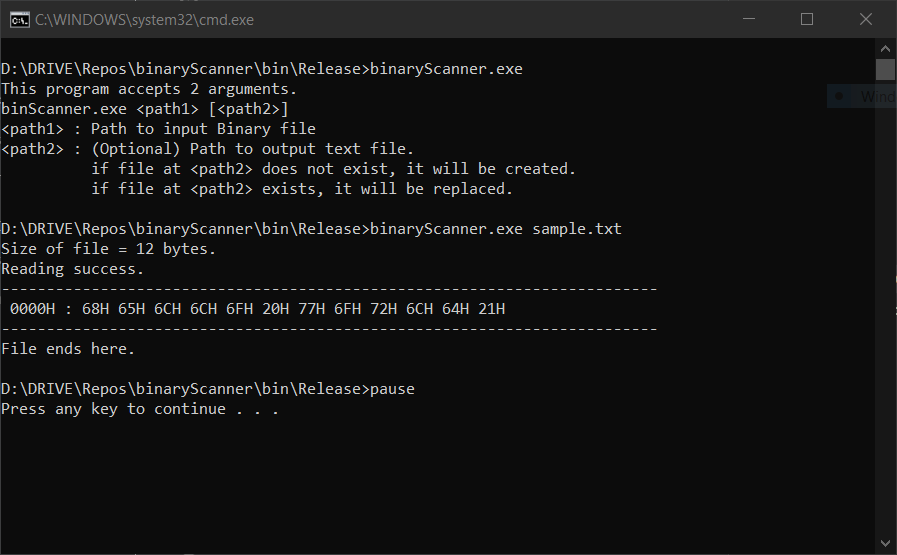 C:\WINDOWS\system32\cmd.exe
D:\DRIVE\Repos\binaryScanner\bin\Release>binaryScanner.exe
This program accepts 2 arguments.
binScanner.exe <path1> [<path2>]
<path1> : Path to input Binary file
<path2> : (Optional) Path to output text file.
          if file at <path2> does not exist, it will be created.
          if file at <path2> exists, it will be replaced.
D:\DRIVE\Repos\binaryScanner\bin\Release>binaryScanner.exe sample.txt
Size of file = 12 bytes.
Reading success.
-------------------------------------------------------------------------
 0000H : 68H 65H 6CH 6CH 6FH 20H 77H 6FH 72H 6CH 64H 21H
-------------------------------------------------------------------------
File ends here.
D:\DRIVE\Repos\binaryScanner\bin\Release>pause
Press any key to continue . . .